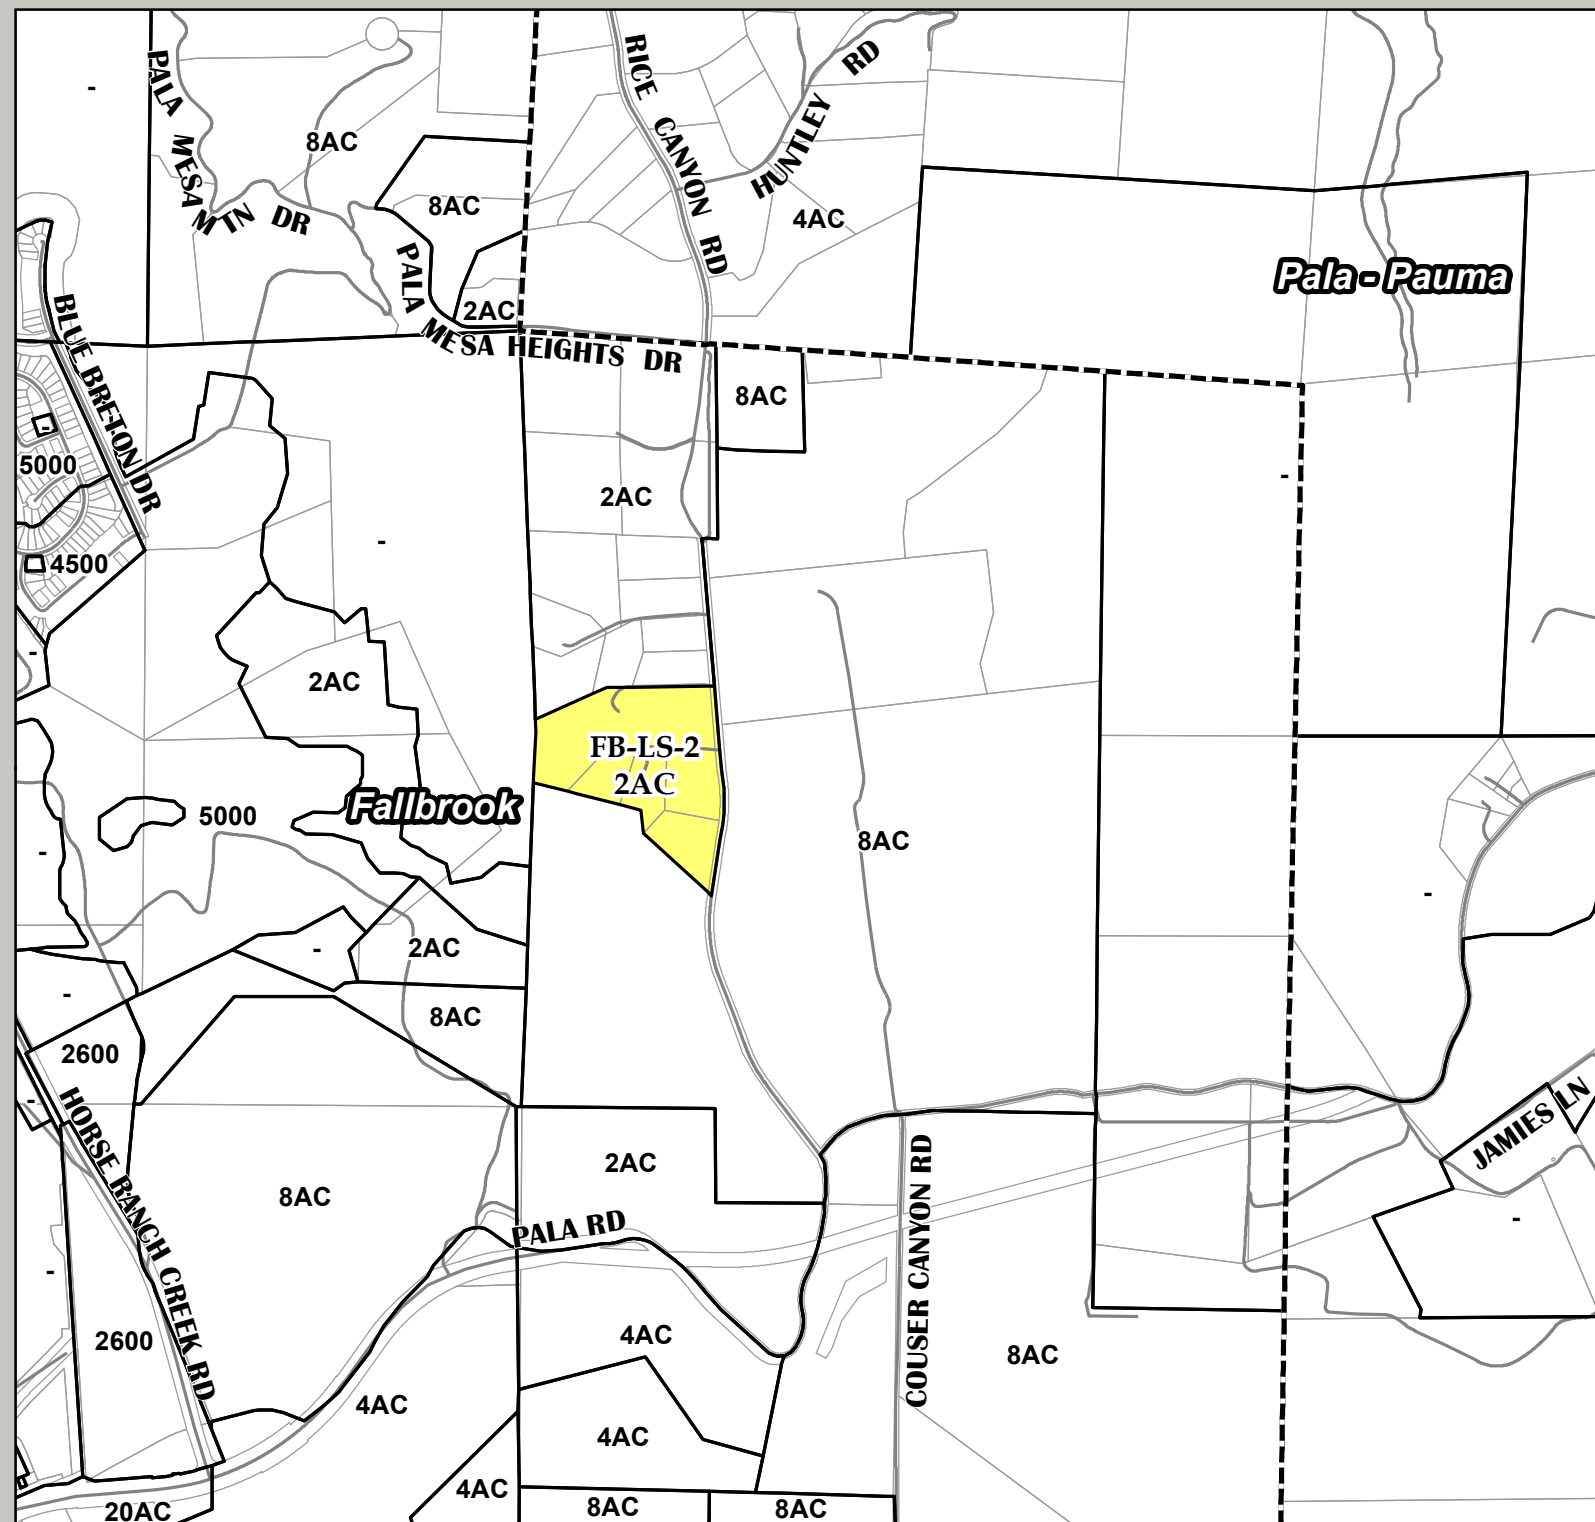 -
PALA MESA MTN DR
8AC
RICE CANYON RD
HUNTLEY RD
8AC
4AC
PALA MESA HEIGHTS DR
2AC
Pala - Pauma
BLUE BRETON DR
8AC
-
5000
2AC
-
-
4500
-
2AC
FB-LS-2
2AC
Fallbrook
5000
8AC
-
-
-
2AC
-
8AC
2600
-
HORSE RANCH CREEK RD
JAMIES LN
2AC
COUSER CANYON RD
8AC
PALA RD
-
-
2600
4AC
8AC
4AC
4AC
4AC
20AC
8AC
8AC